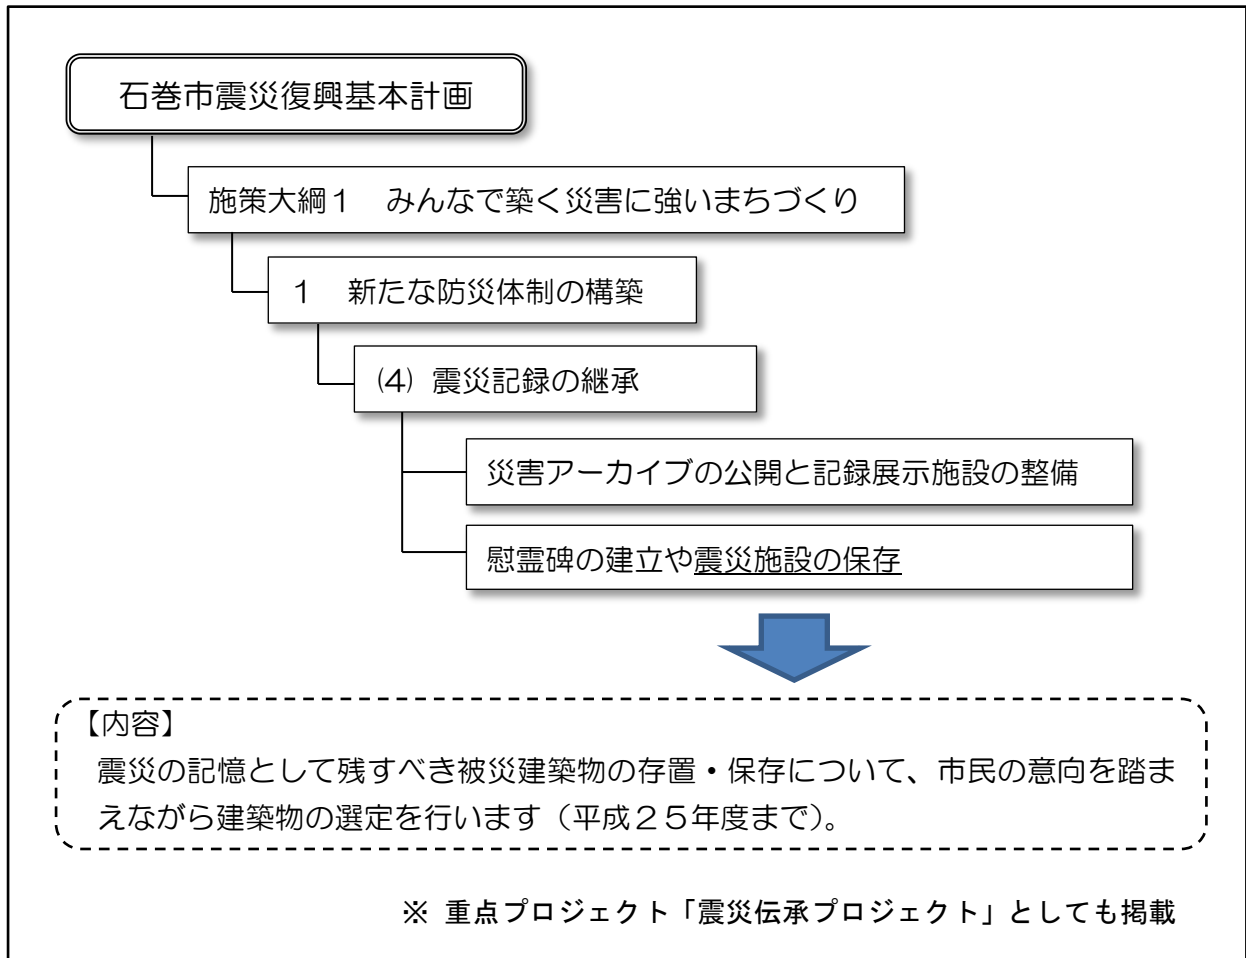 石巻市震災復興基本計画
施策大綱1　みんなで築く災害に強いまちづくり
1　新たな防災体制の構築
(4) 震災記録の継承
災害アーカイブの公開と記録展示施設の整備
慰霊碑の建立や震災施設の保存
【内容】
震災の記憶として残すべき被災建築物の存置・保存について、市民の意向を踏ま
えながら建築物の選定を行います（平成２５年度まで）。
※ 重点プロジェクト「震災伝承プロジェクト」としても掲載